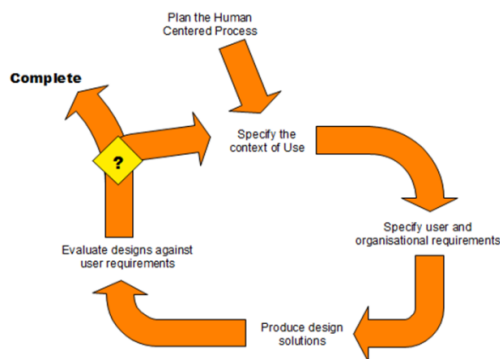 Plan the Human
Centered Process
Complete
?
Specify the
context of Use
Specify user and
organisational requirements
Evaluate designs against
user requirements
Produce design
solutions